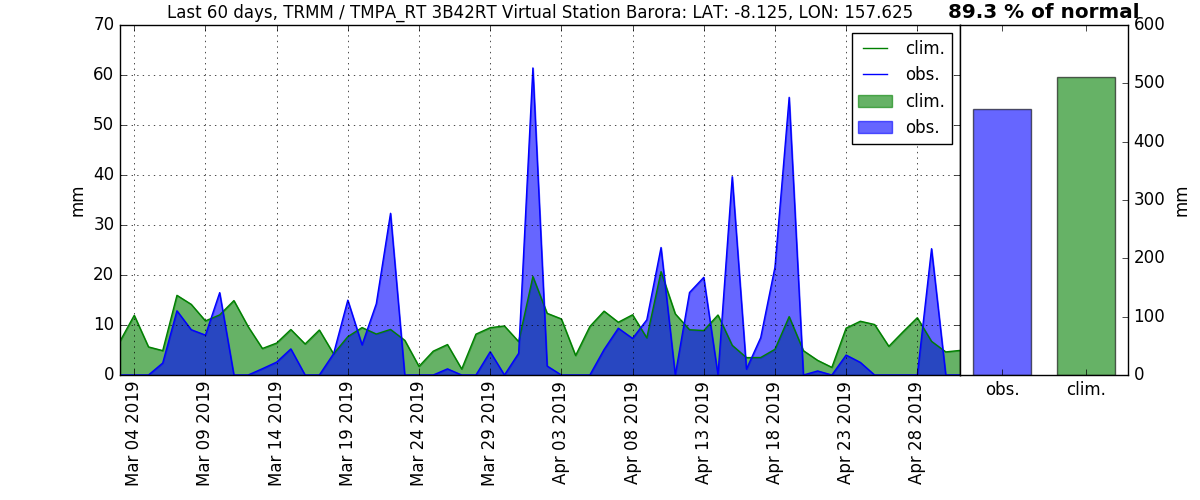 Last 60 days, TRMM / TMPA_RT 3B42RT Virtual Station Barora: LAT: -8.125, LON: 157.625
89.3 % of normal
70
60
50
40
30
20
10
0
mm
clim.
obs.
clim.
obs.
Mar 04 2019
Mar 09 2019
Mar 14 2019
Mar 19 2019
Mar 24 2019
Mar 29 2019
Apr 03 2019
Apr 08 2019
Apr 13 2019
Apr 18 2019
Apr 23 2019
Apr 28 2019
600
500
400
300
200
100
0
mm
obs.
clim.